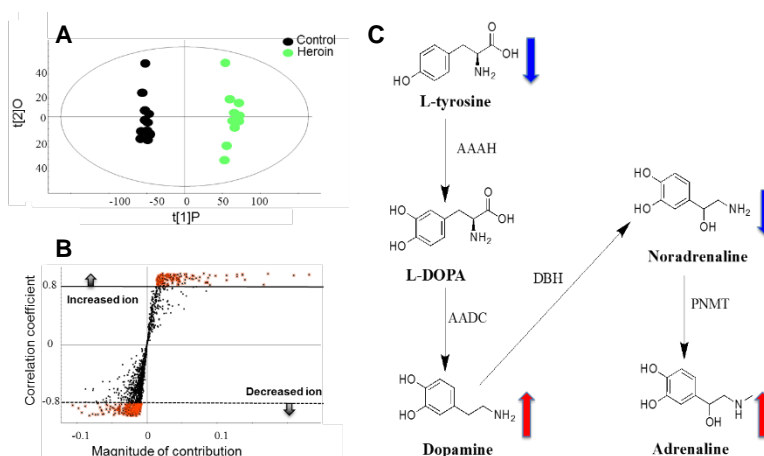 A
Control
Heroin
t[2]O
40
20
0
20
40
-100
-50
0
50
100
t[1]P
B
Correlation coefficient
0.8
0
-0.8
Increased ion
Decreased ion
-0.1
0
0.1
Magnitude of contribution
C
O
OH
NH2
HO
L-tyrosine
AAAH
O
HO
OH
NH2
HO
L-DOPA
AADC
HO
HO
NH2
Dopamine
DBH
HO
NH2
HO
OH
Noradrenaline
PNMT
HO
H
N
HO
OH
Adrenaline